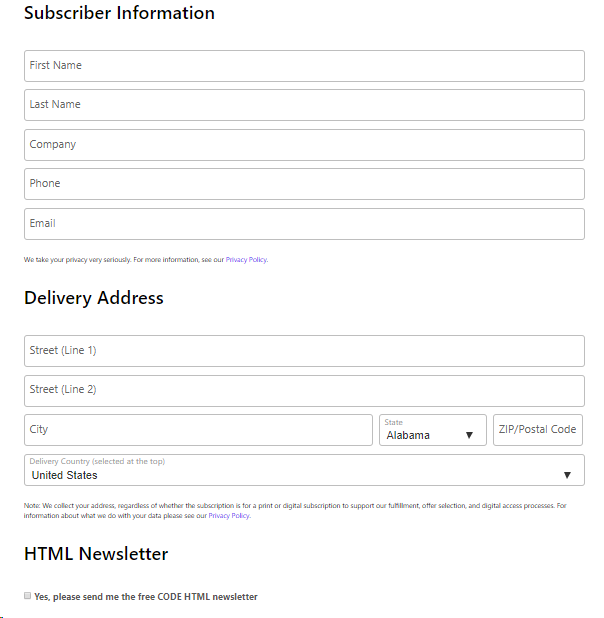 Subscriber Information
First Name
Last Name
Company
Phone
Email
We take your privacy very seriously. For more information, see our Privacy Policy.
Delivery Address
Street (Line 1)
Street (Line 2)
City
State
Alabama
ZIP/Postal Code
Delivery Country (selected at the top)
United States
Note: We collect your address, regardless of whether the subscription is for a print or digital subscription to support our fulfillment, offer selection, and digital access processes. For
information about what we do with your data please see our Privacy Policy.
HTML Newsletter
Yes, please send me the free CODE HTML newsletter